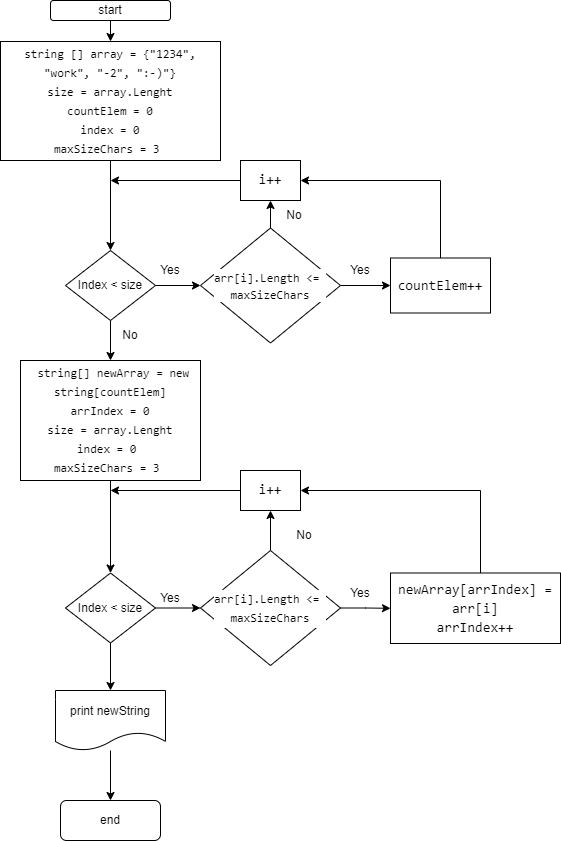 start
string [] array = {"1234",
"work", "-2", ":-)"}
size = array.Lenght
countElem = 0
index = 0
maxSizeChars = 3
i++
No
Index < size
Yes
arr[i].Length <=
maxSizeChars
Yes
countElem++
No
string[] newArray = new
string[countElem]
arrIndex = 0
size = array.Lenght
index = 0
maxSizeChars = 3
i++
No
Index < size
Yes
arr[i].Length <=
maxSizeChars
Yes
newArray[arrIndex] =
arr[i]
arrIndex++
print newString
end